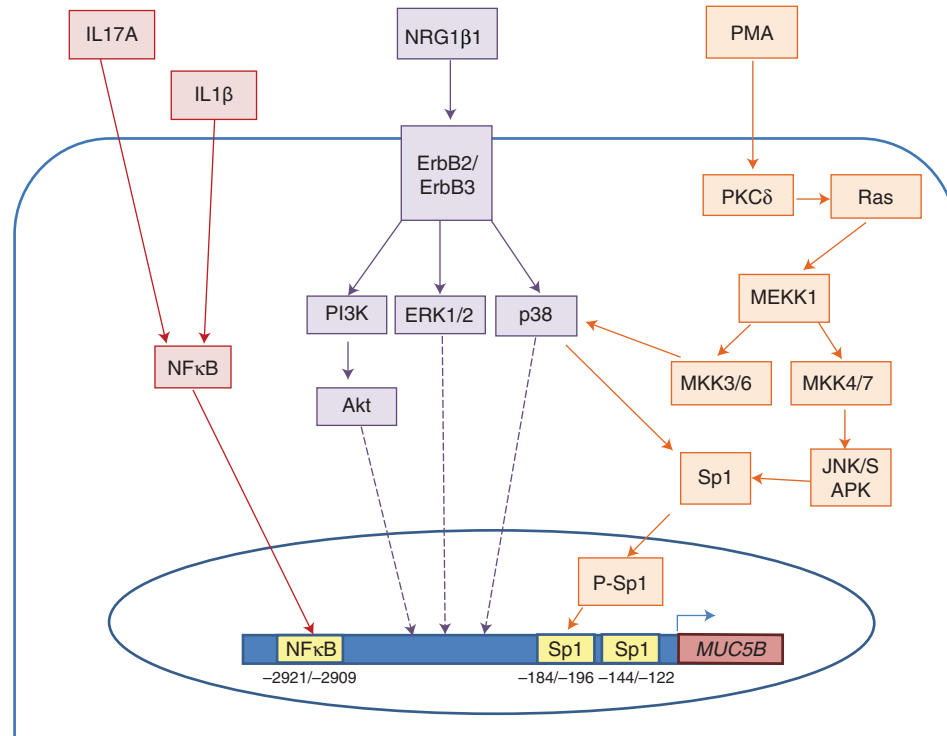 IL17A
IL1β
NRG1β1
PMA
ErbB2/
ErbB3
PKCδ
Ras
MEKK1
PI3K
ERK1/2
p38
MKK3/6
MKK4/7
NFκB
Akt
Sp1
JNK/S
APK
P-Sp1
NFκB
Sp1
Sp1
MUC5B
–2921/–2909
–184/–196
–144/–122